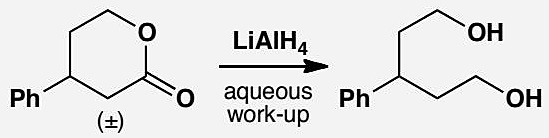 O
Ph
O
(±)
LiAlH₄
aqueous
work-up
OH
Ph
OH